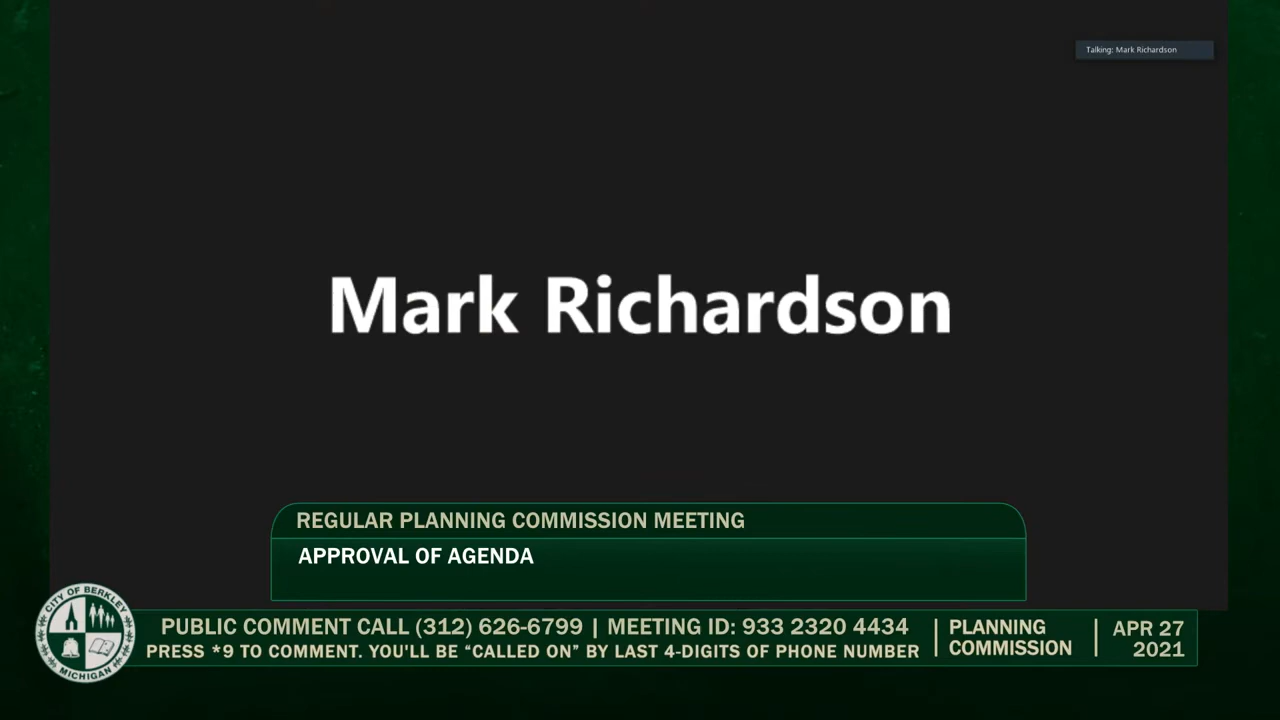 Talking: Mark Richardson
Mark Richardson
REGULAR PLANNING COMMISSION MEETING
APPROVAL OF AGENDA
CITY OF BERKLEY
MICHIGAN
PUBLIC COMMENT CALL (312) 626-6799 | MEETING ID: 933 2320 4434
PRESS *9 TO COMMENT. YOU'LL BE “CALLED ON” BY LAST 4-DIGITS OF PHONE NUMBER
PLANNING
COMMISSION
APR 27
2021